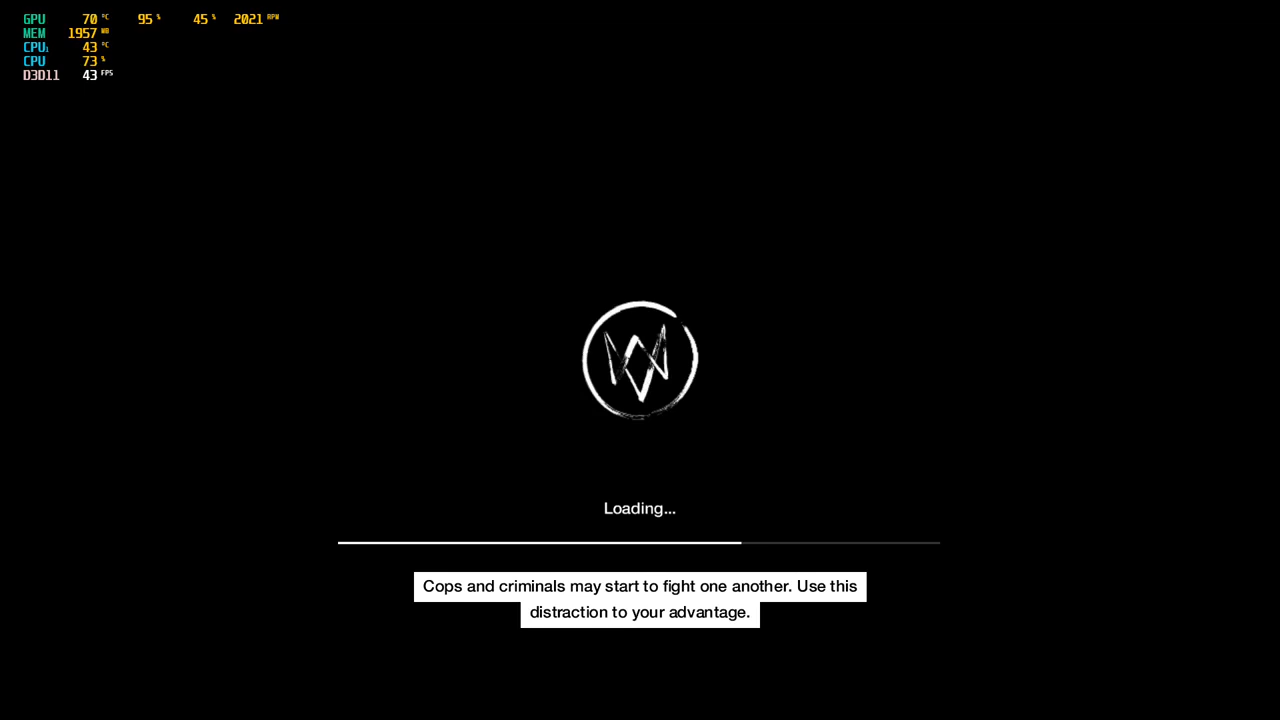 GPU 70 °C 95 % 45 % 2021 RPM
MEM 1957 MB
CPU1 43 °C
CPU 73 %
D3D11 43 FPS
Loading...
Cops and criminals may start to fight one another. Use this
distraction to your advantage.